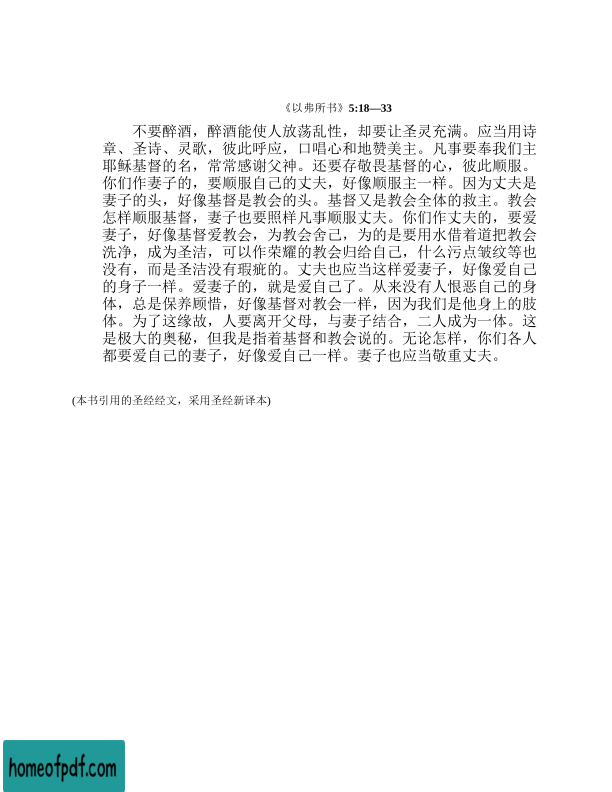 《以弗所书》5:18—33
不要醉酒，醉酒能使人放荡乱性，却要让圣灵充满。应当用诗
章、圣诗、灵歌，彼此呼应，口唱心和地赞美主。凡事要奉我们主
耶稣基督的名，常常感谢父神。还要存敬畏基督的心，彼此顺服。
你们作妻子的，要顺服自己的丈夫，好像顺服主一样。因为丈夫是
妻子的头，好像基督是教会的头。基督又是教会全体的救主。教会
怎样顺服基督，妻子也要照样凡事顺服丈夫。你们作丈夫的，要爱
妻子，好像基督爱教会，为教会舍己，为的是要用水借着道把教会
洗净，成为圣洁，可以作荣耀的教会归给自己，什么污点皱纹等也
没有，而是圣洁没有瑕疵的。丈夫也应当这样爱妻子，好像爱自己
的身子一样。爱妻子的，就是爱自己了。从来没有人恨恶自己的身
体，总是保养顾惜，好像基督对教会一样，因为我们是他身上的肢
体。为了这缘故，人要离开父母，与妻子结合，二人成为一体。这
是极大的奥秘，但我是指着基督和教会说的。无论怎样，你们各人
都要爱自己的妻子，好像爱自己一样。妻子也应当敬重丈夫。
(本书引用的圣经经文，采用圣经新译本)
homeofpdf.com